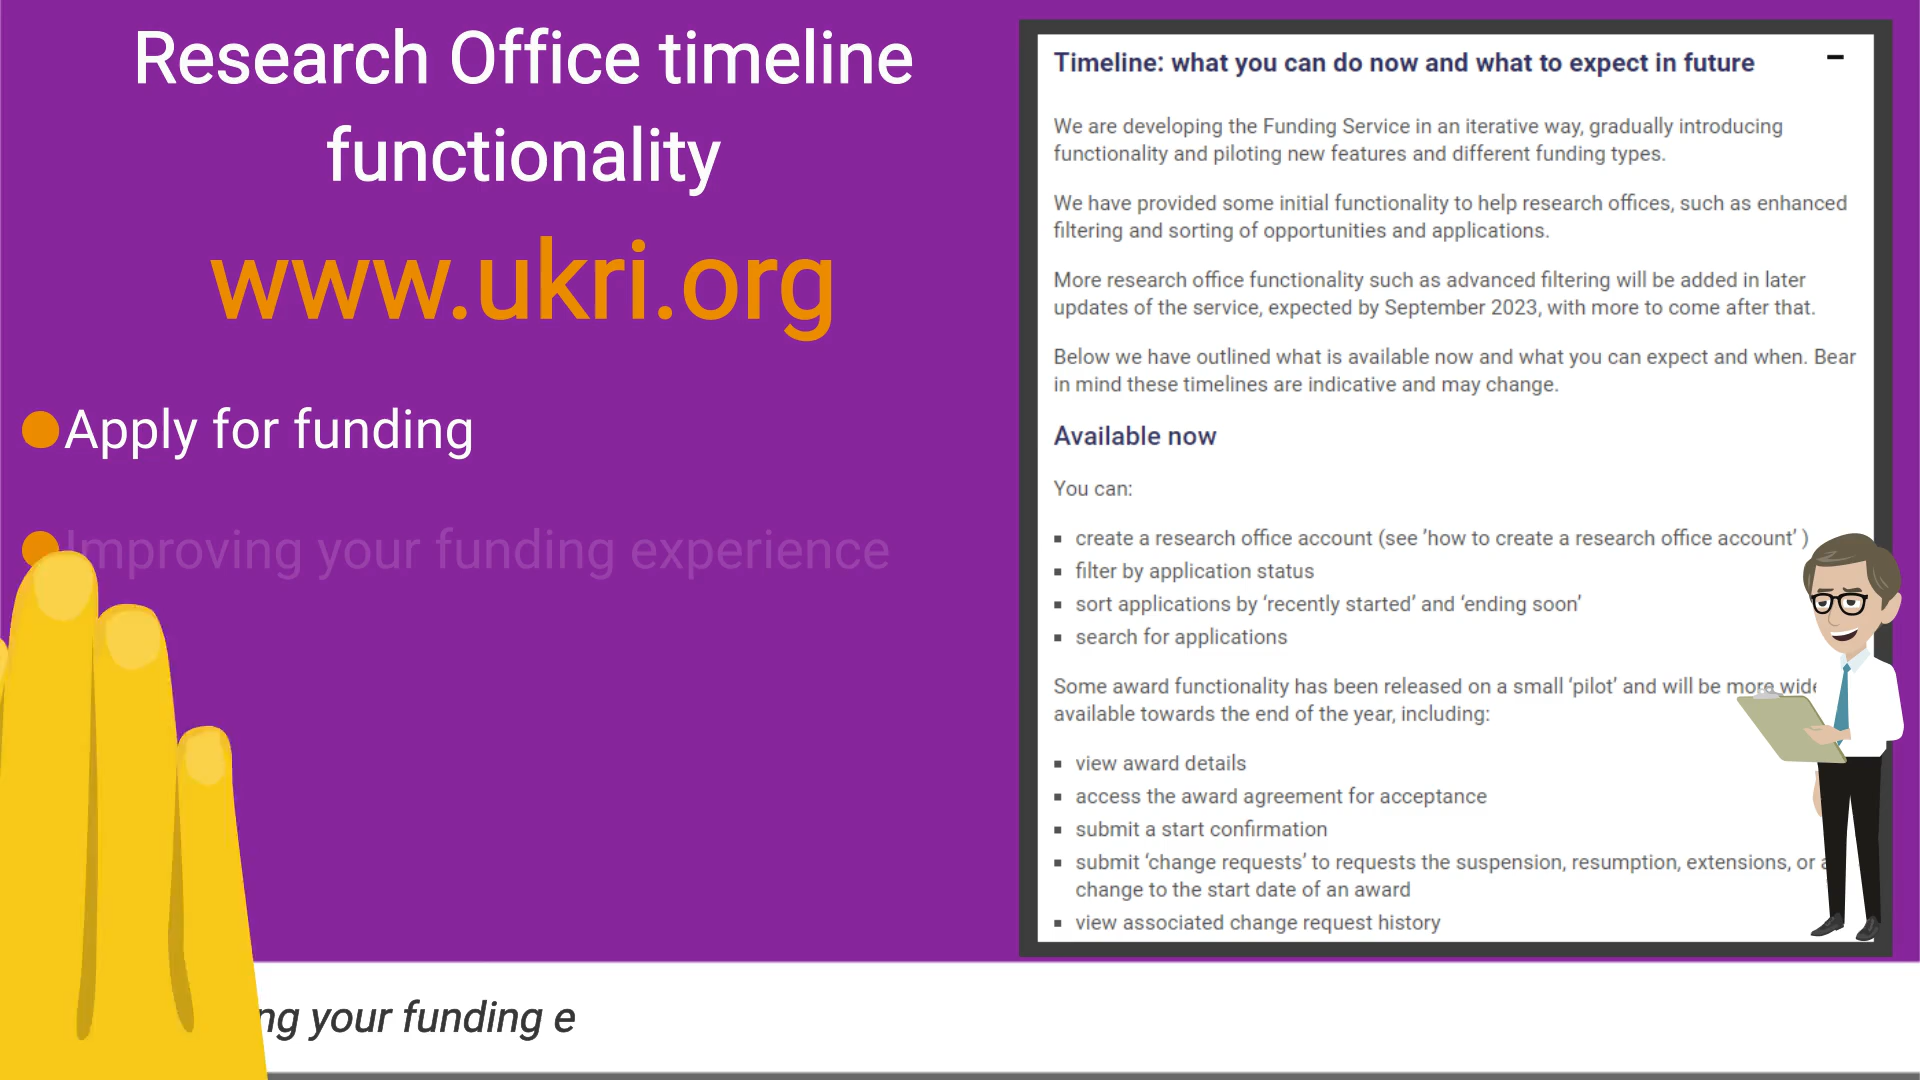 Research Office timeline
functionality
www.ukri.org
Apply for funding
Improving your funding experience
ng your funding e
Timeline: what you can do now and what to expect in future
We are developing the Funding Service in an iterative way, gradually introducing
functionality and piloting new features and different funding types.
We have provided some initial functionality to help research offices, such as enhanced
filtering and sorting of opportunities and applications.
More research office functionality such as advanced filtering will be added in later
updates of the service, expected by September 2023, with more to come after that.
Below we have outlined what is available now and what you can expect and when. Bear
in mind these timelines are indicative and may change.
Available now
You can:
create a research office account (see 'how to create a research office account' )
filter by application status
sort applications by ‘recently started’ and ‘ending soon’
search for applications
Some award functionality has been released on a small ‘pilot’ and will be more wide
available towards the end of the year, including:
view award details
access the award agreement for acceptance
submit a start confirmation
submit ‘change requests’ to requests the suspension, resumption, extensions, or a
change to the start date of an award
view associated change request history